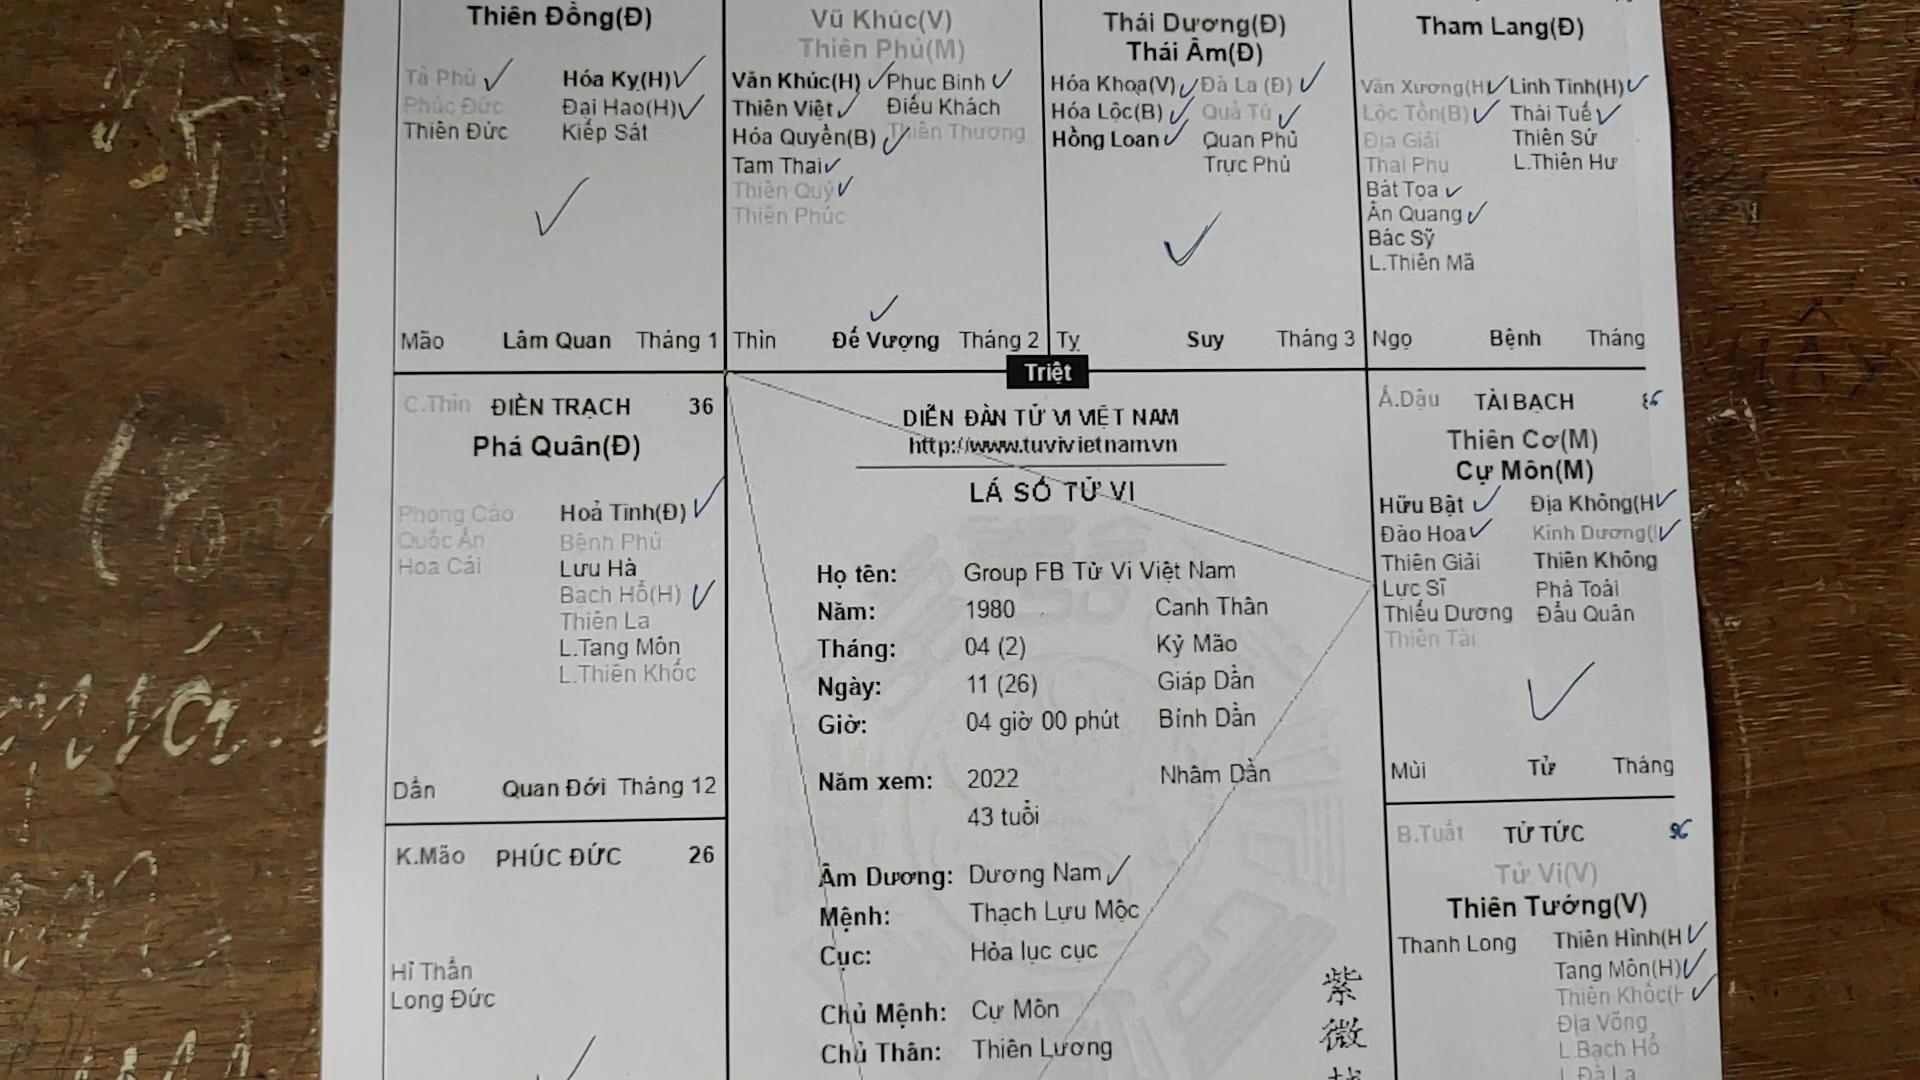 Thiên Đồng(Đ)
Tả Phù
Phúc Đức
Thiên Đức
Hóa Kỵ(H)
Đại Hao(H)
Kiếp Sát
Mão Lâm Quan Tháng 1
Vũ Khúc(V)
Thiên Phủ(M)
Văn Khúc(H)
Thiên Việt
Hóa Quyền(B)
Tam Thai
Thiên Quý
Thiên Phúc
Phục Binh
Điếu Khách
Thiên Thương
Thìn Đế Vượng Tháng 2
Thái Dương(Đ)
Thái Âm(Đ)
Hóa Khoa(V)
Hóa Lộc(B)
Hồng Loan
Đà La (Đ)
Quả Tú
Quan Phủ
Trực Phù
Tỵ Suy Tháng 3
Tham Lang(Đ)
Văn Xương(H
Lộc Tồn(B)
Địa Giải
Thai Phụ
Bát Tọa
Ân Quang
Bác Sỹ
L.Thiên Mã
Linh Tinh(H)
Thái Tuế
Thiên Sứ
L.Thiên Hư
Ngọ Bệnh Tháng
Triệt
C.Thìn ĐIỀN TRẠCH 36
Phá Quân(Đ)
Phong Cáo
Quốc Ấn
Hoa Cái
Hoả Tinh(Đ)
Bệnh Phù
Lưu Hà
Bạch Hổ(H)
Thiên La
L.Tang Môn
L.Thiên Khốc
Dần Quan Đới Tháng 12
DIỄN ĐÀN TỬ VI VIỆT NAM
http://www.tuvivietnam.vn
LÁ SỐ TỬ VI
Họ tên: Group FB Tử Vi Việt Nam
Năm: 1980 Canh Thân
Tháng: 04 (2) Kỷ Mão
Ngày: 11 (26) Giáp Dần
Giờ: 04 giờ 00 phút Bính Dần
Năm xem: 2022 Nhâm Dần
43 tuổi
Âm Dương: Dương Nam
Mệnh: Thạch Lựu Mộc
Cục: Hỏa lục cục
Chủ Mệnh: Cự Môn
Chủ Thân: Thiên Lương
紫
微
Ấ.Dậu TÀI BẠCH
Thiên Cơ(M)
Cự Môn(M)
Hữu Bật
Đào Hoa
Thiên Giải
Lực Sĩ
Thiếu Dương
Thiên Tài
Địa Không(H
Kình Dương(
Thiên Không
Phá Toái
Đẩu Quân
Mùi Tử Tháng
K.Mão PHÚC ĐỨC 26
Hỉ Thần
Long Đức
B.Tuất TỬ TỨC 96
Tử Vi(V)
Thiên Tướng(V)
Thanh Long
Thiên Hình(H
Tang Môn(H)
Thiên Khốc(H
Địa Võng
L.Bạch Hổ
L.Đà La